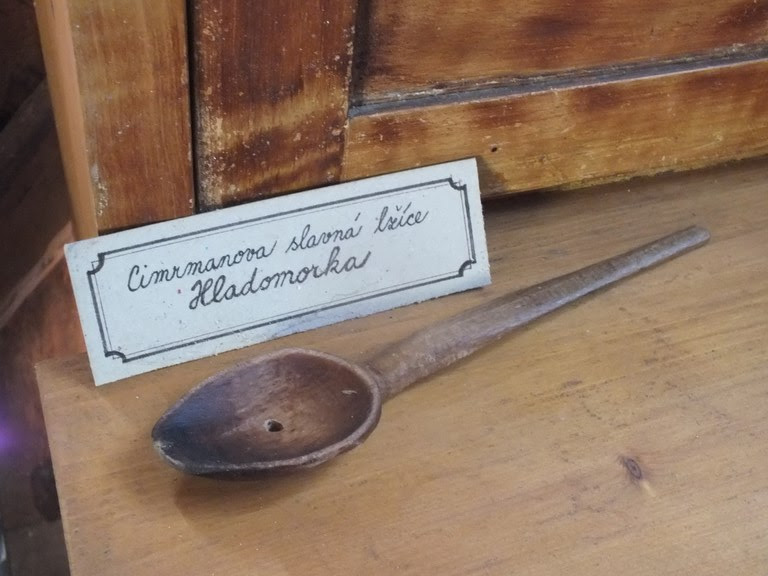 Cimrmanova slavná lžíce
Hladomorka